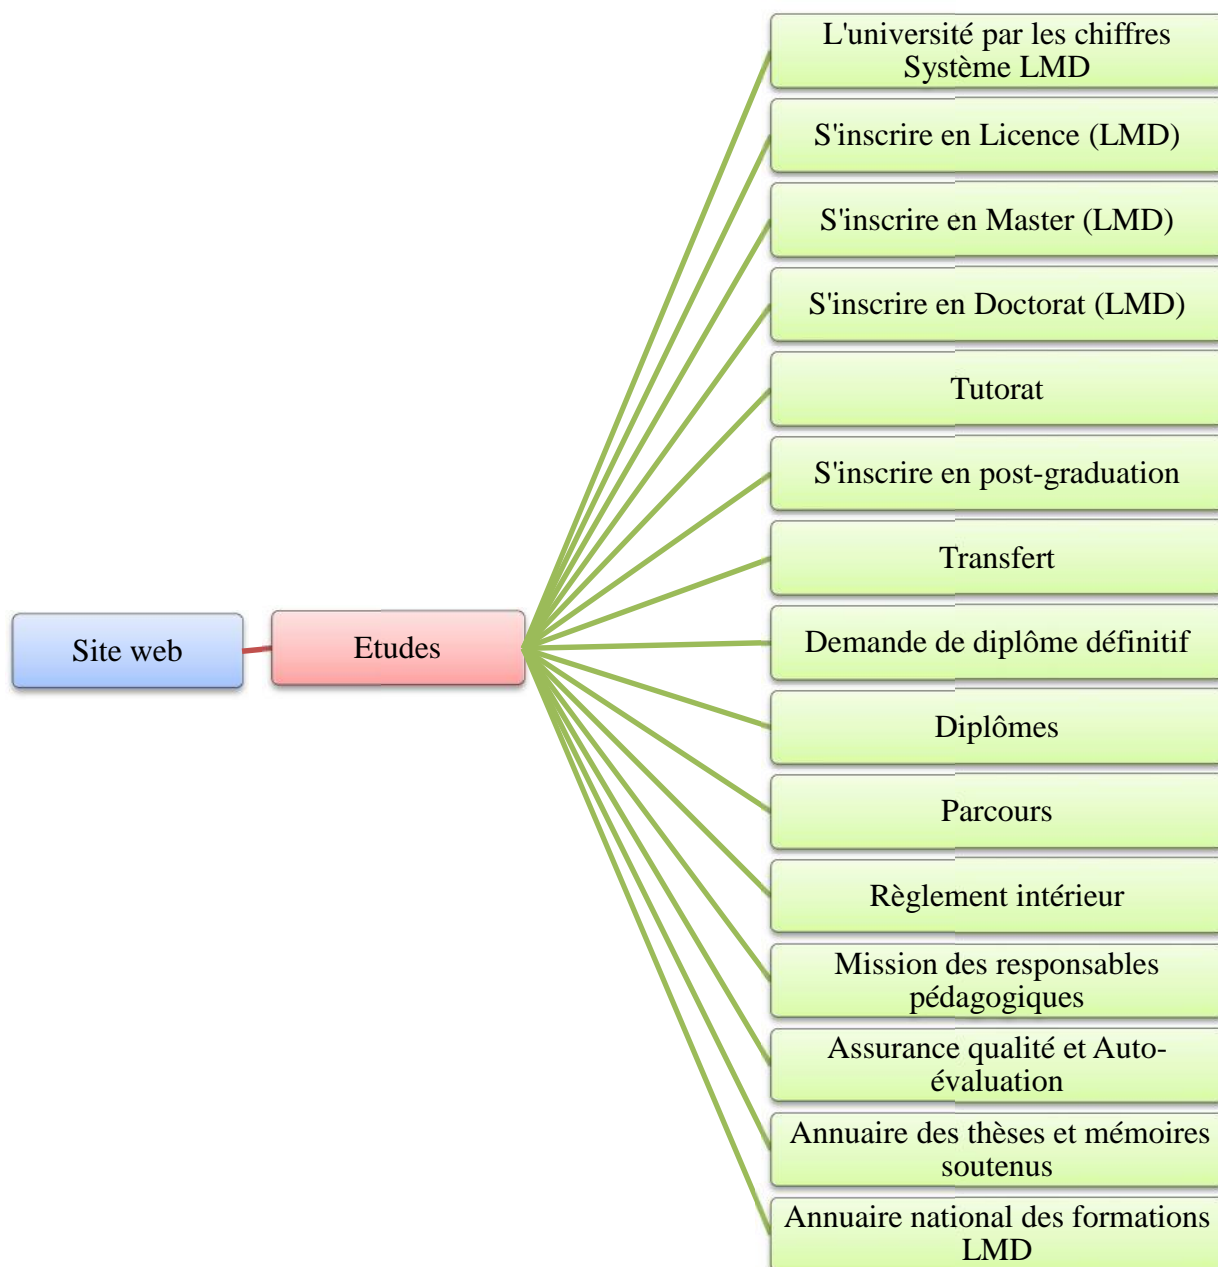 L'université par les chiffres
Système LMD
S'inscrire en Licence (LMD)
S'inscrire en Master (LMD)
S'inscrire en Doctorat (LMD)
Tutorat
S'inscrire en post-graduation
Transfert
Site web
Etudes
Demande de diplôme définitif
Diplômes
Parcours
Règlement intérieur
Mission des responsables
pédagogiques
Assurance qualité et Auto-
évaluation
Annuaire des thèses et mémoires
soutenus
Annuaire national des formations
LMD